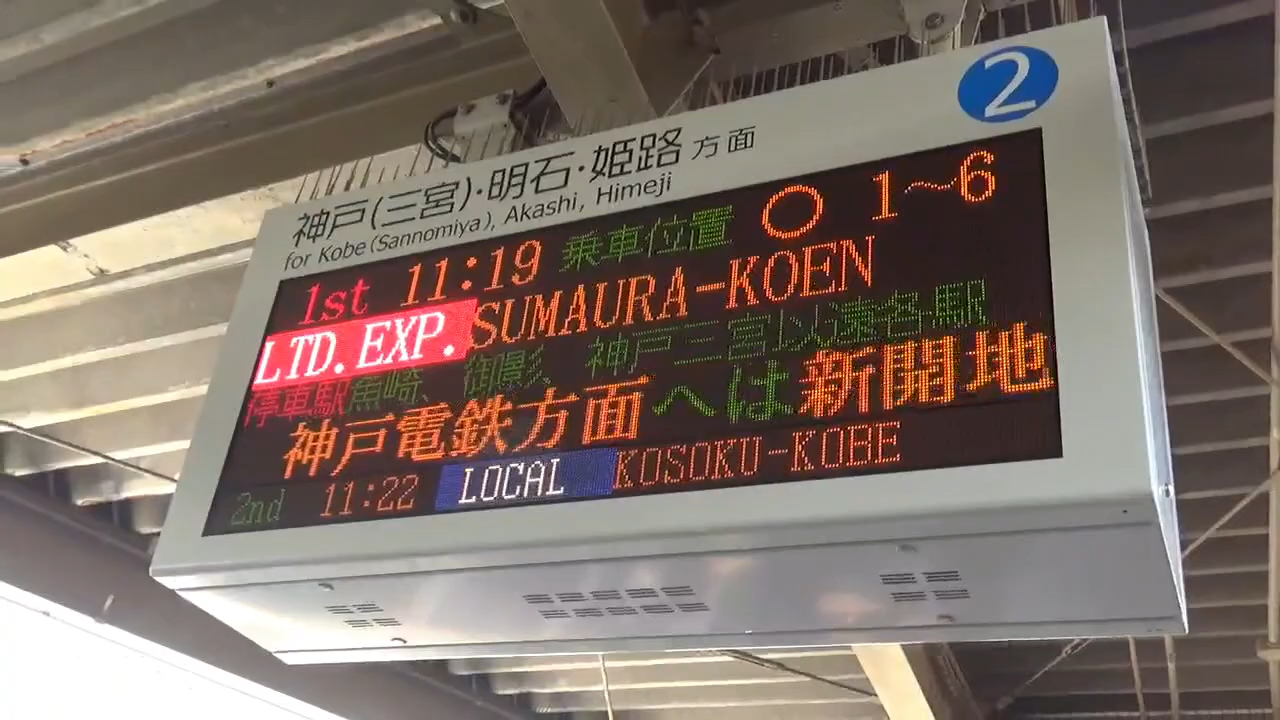 2
神戸(三宮)・明石・姫路 方面
for Kobe (Sannomiya), Akashi, Himeji
1st 11:19 乗車位置 ○ 1〜6
LTD.EXP. SUMAURA-KOEN
停車駅 魚崎、御影、神戸三宮以遠各駅
神戸電鉄方面へは新開地
2nd 11:22 LOCAL KOSOKU-KOBE